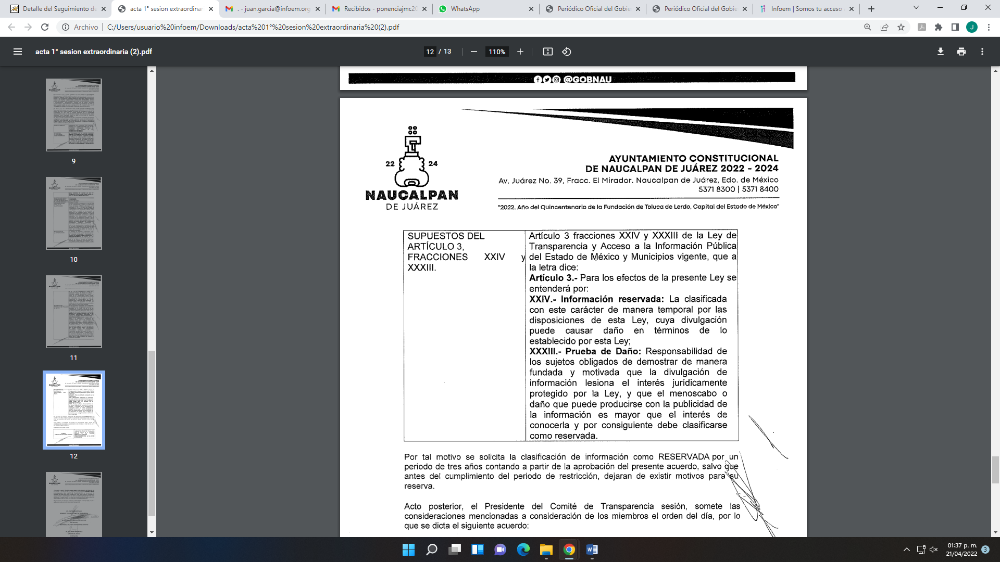 Detalle del Seguimiento de
acta 1° sesion extraordinar
. - juan.garcia@infoem.org
Recibidos - ponenciajmc20
WhatsApp
Periódico Oficial del Gobie
Periódico Oficial del Gobie
Infoem | Somos tu acceso
Archivo
C:/Users/usuario%20infoem/Downloads/acta%201°%20sesion%20extraordinaria%20(2).pdf
J
acta 1° sesion extraordinaria (2).pdf
12 / 13
110%
9
10
11
12
@GOBNAU
22 24
NAUCALPAN
DE JUÁREZ
AYUNTAMIENTO CONSTITUCIONAL
DE NAUCALPAN DE JUÁREZ 2022 - 2024
Av. Juárez No. 39, Fracc. El Mirador. Naucalpan de Juárez, Edo. de México
5371 8300 | 5371 8400
"2022. Año del Quincentenario de la Fundación de Toluca de Lerdo, Capital del Estado de México"
SUPUESTOS DEL
ARTÍCULO 3,
FRACCIONES XXIV y
XXXIII.
Artículo 3 fracciones XXIV y XXXIII de la Ley de
Transparencia y Acceso a la Información Pública
del Estado de México y Municipios vigente, que a
la letra dice:
Artículo 3.- Para los efectos de la presente Ley se
entenderá por:
XXIV.- Información reservada: La clasificada
con este carácter de manera temporal por las
disposiciones de esta Ley, cuya divulgación
puede causar daño en términos de lo
establecido por esta Ley;
XXXIII.- Prueba de Daño: Responsabilidad de
los sujetos obligados de demostrar de manera
fundada y motivada que la divulgación de
información lesiona el interés jurídicamente
protegido por la Ley, y que el menoscabo o
daño que puede producirse con la publicidad de
la información es mayor que el interés de
conocerla y por consiguiente debe clasificarse
como reservada.
Por tal motivo se solicita la clasificación de información como RESERVADA por un
periodo de tres años contando a partir de la aprobación del presente acuerdo, salvo que
antes del cumplimiento del periodo de restricción, dejaran de existir motivos para su
reserva.
Acto posterior, el Presidente del Comité de Transparencia sesión, somete las
consideraciones mencionadas a consideración de los miembros el orden del día, por lo
que se dicta el siguiente acuerdo:
01:37 p. m.
21/04/2022
3